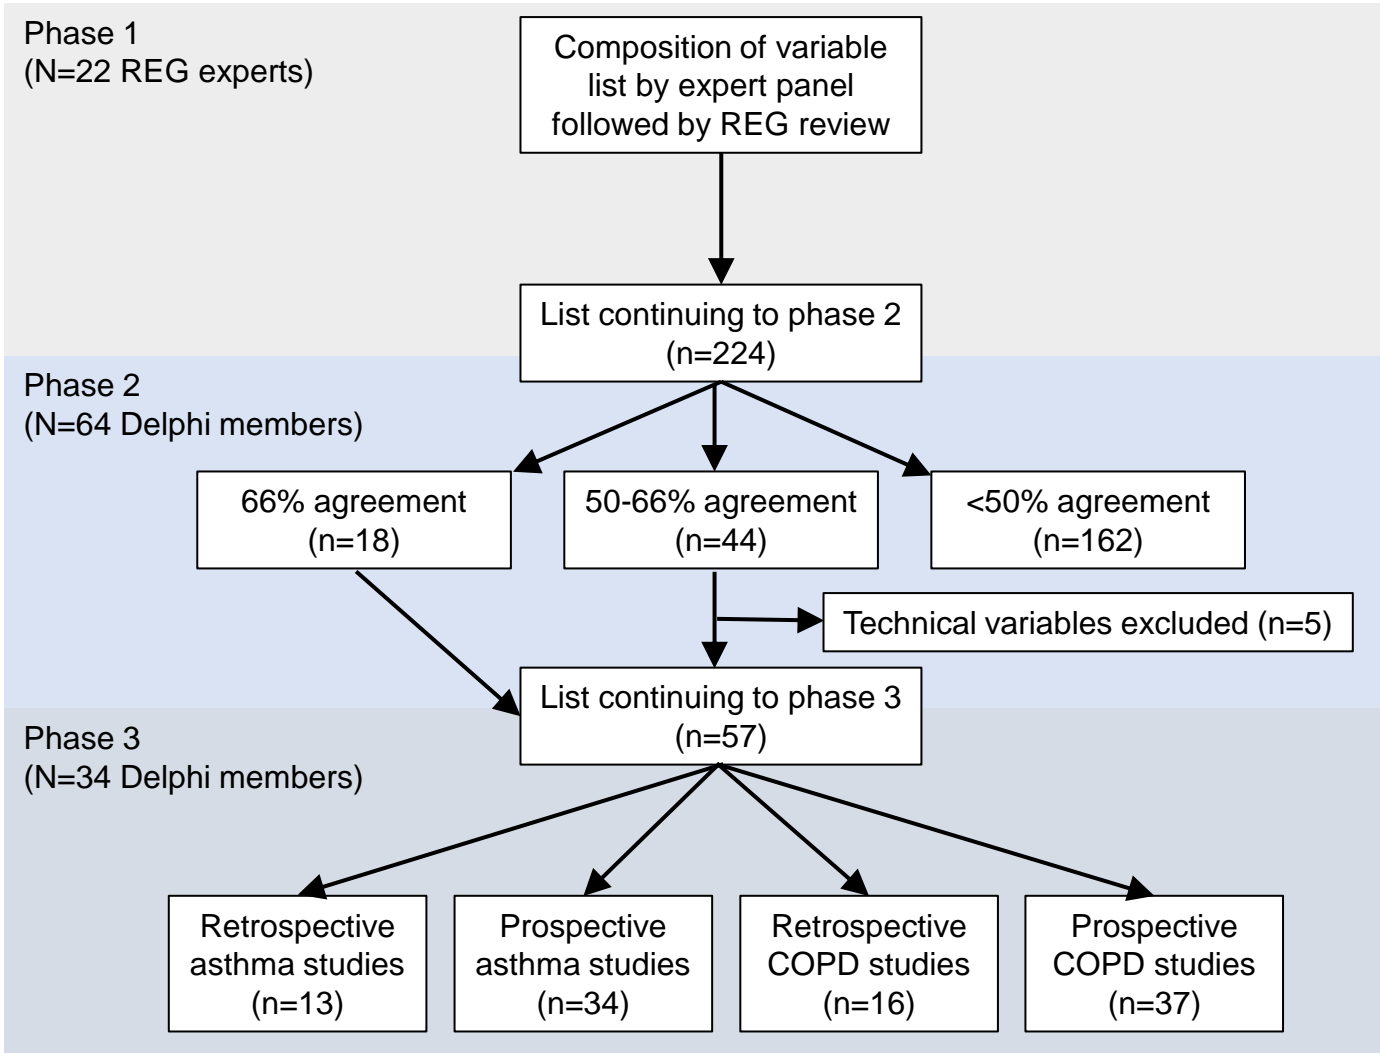 Phase 1
(N=22 REG experts)
Composition of variable
list by expert panel
followed by REG review
List continuing to phase 2
(n=224)
Phase 2
(N=64 Delphi members)
66% agreement
(n=18)
50-66% agreement
(n=44)
<50% agreement
(n=162)
Technical variables excluded (n=5)
List continuing to phase 3
(n=57)
Phase 3
(N=34 Delphi members)
Retrospective
asthma studies
(n=13)
Prospective
asthma studies
(n=34)
Retrospective
COPD studies
(n=16)
Prospective
COPD studies
(n=37)